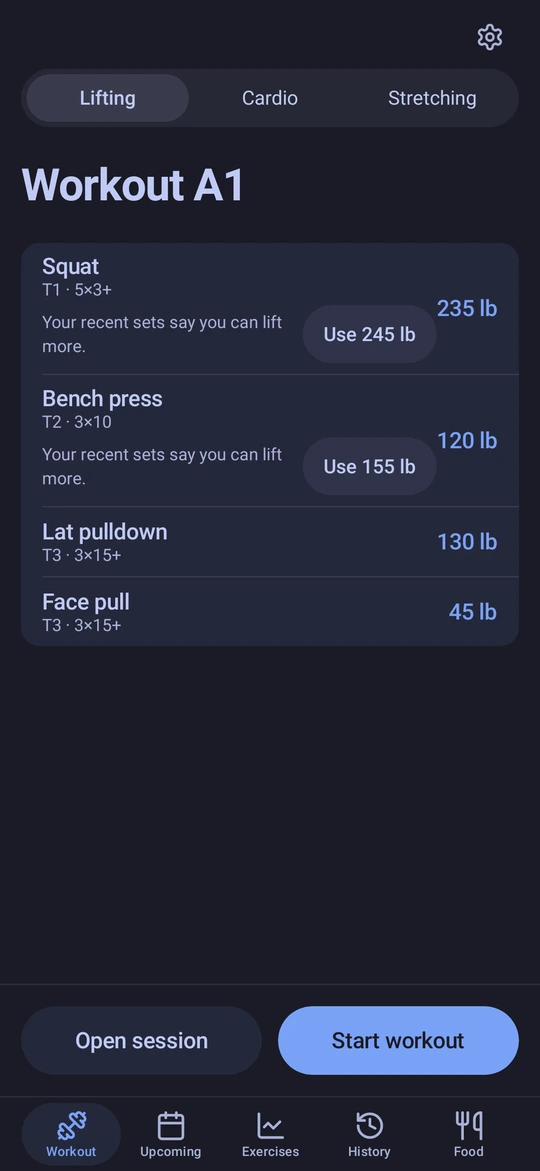 Lifting
Cardio
Stretching
Workout A1
Squat
T1 · 5×3+
235 lb
Your recent sets say you can lift
more.
Use 245 lb
Bench press
T2 · 3×10
120 lb
Your recent sets say you can lift
more.
Use 155 lb
Lat pulldown
T3 · 3×15+
130 lb
Face pull
T3 · 3×15+
45 lb
Open session
Start workout
Workout
Upcoming
Exercises
History
Food